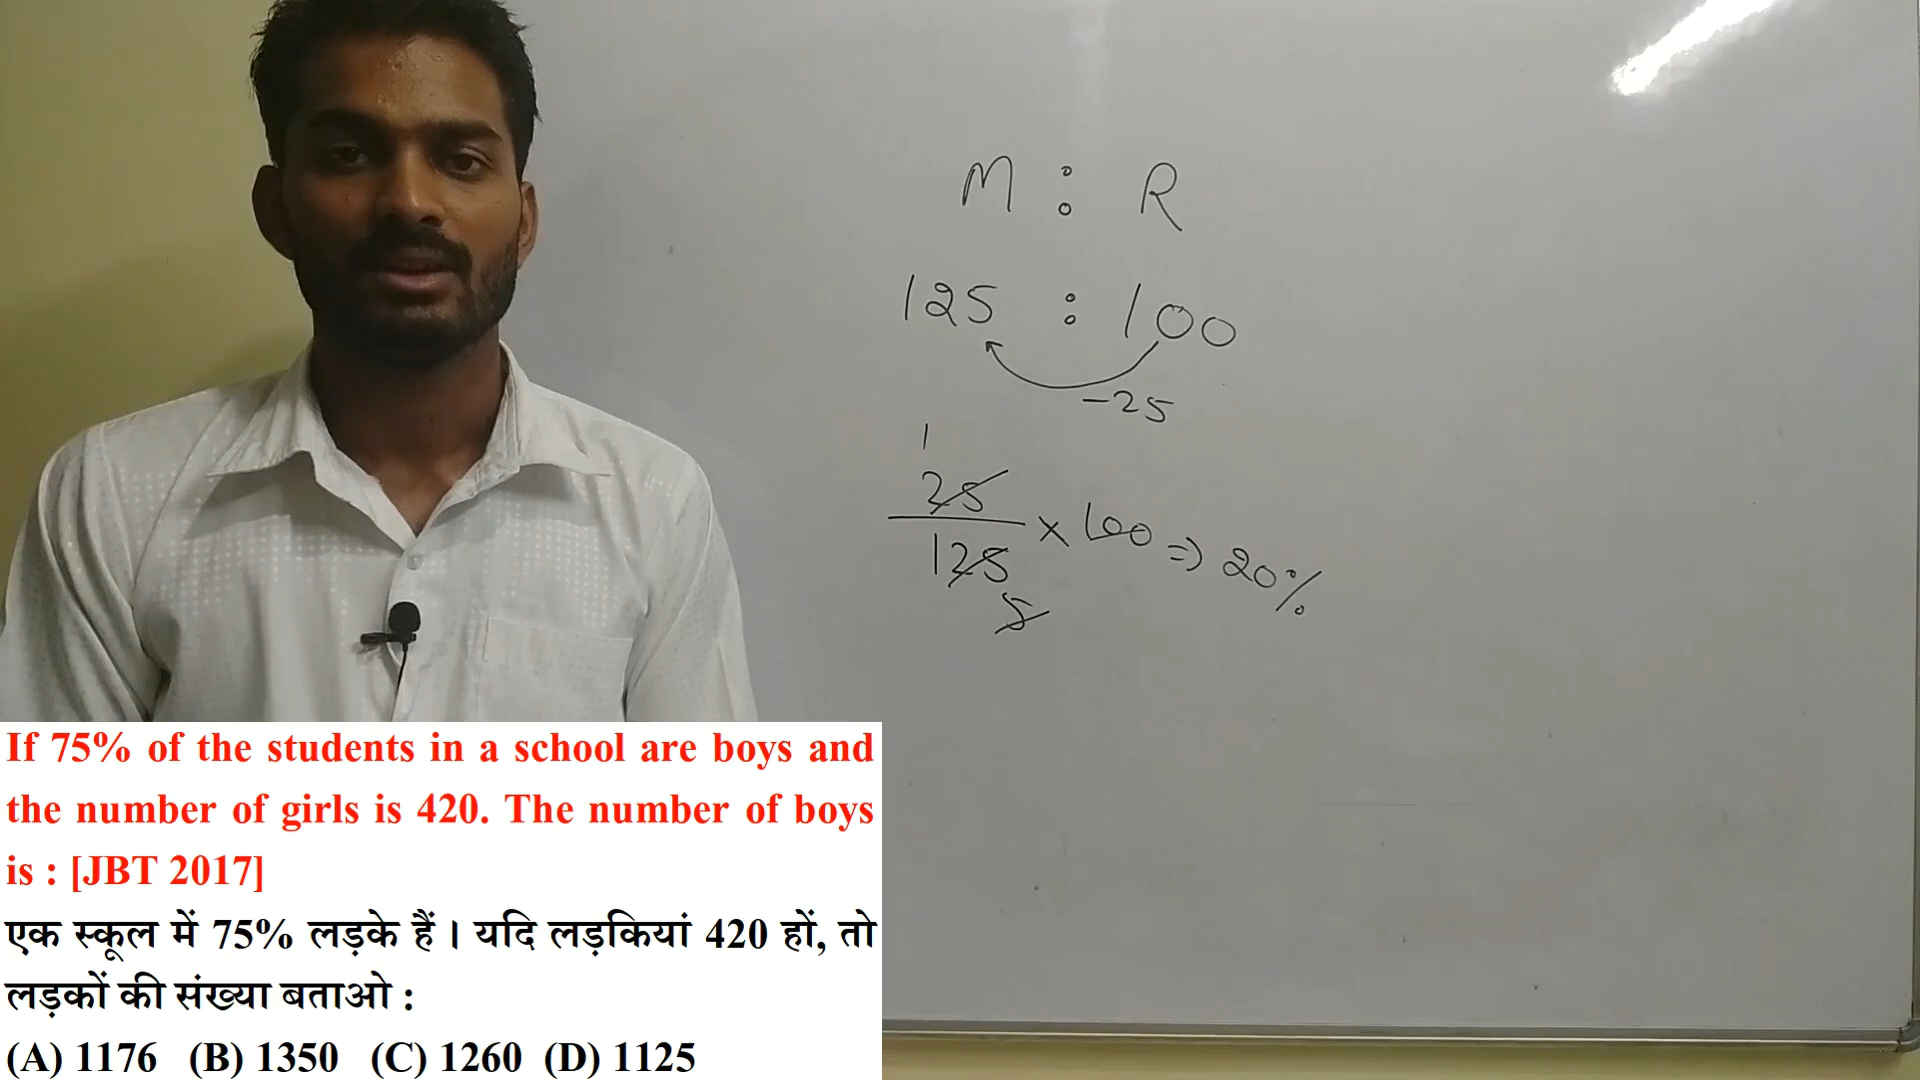 M : R
125 : 100
-25
1
25
125 × 100 => 20%
5
If 75% of the students in a school are boys and
the number of girls is 420. The number of boys
is : [JBT 2017]
एक स्कूल में 75% लड़के हैं। यदि लड़कियां 420 हों, तो
लड़कों की संख्या बताओ :
(A) 1176 (B) 1350 (C) 1260 (D) 1125